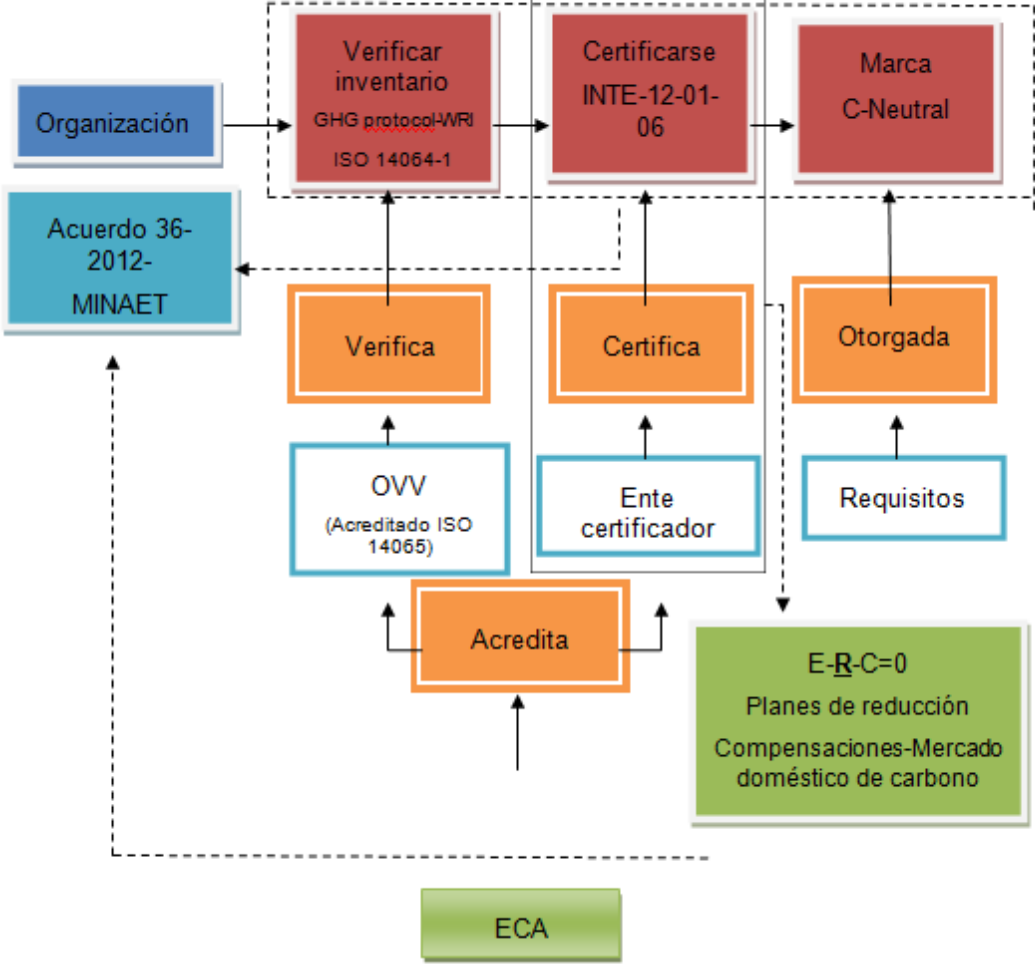 Organización
Verificar
inventario
GHG protocol-WRI
ISO 14064-1
Certificarse
INTE-12-01-
06
Marca
C-Neutral
Acuerdo 36-
2012-
MINAET
Verifica
Certifica
Otorgada
OVV
(Acreditado ISO
14065)
Ente
certificador
Requisitos
Acredita
E-R-C=0
Planes de reducción
Compensaciones-Mercado
doméstico de carbono
ECA